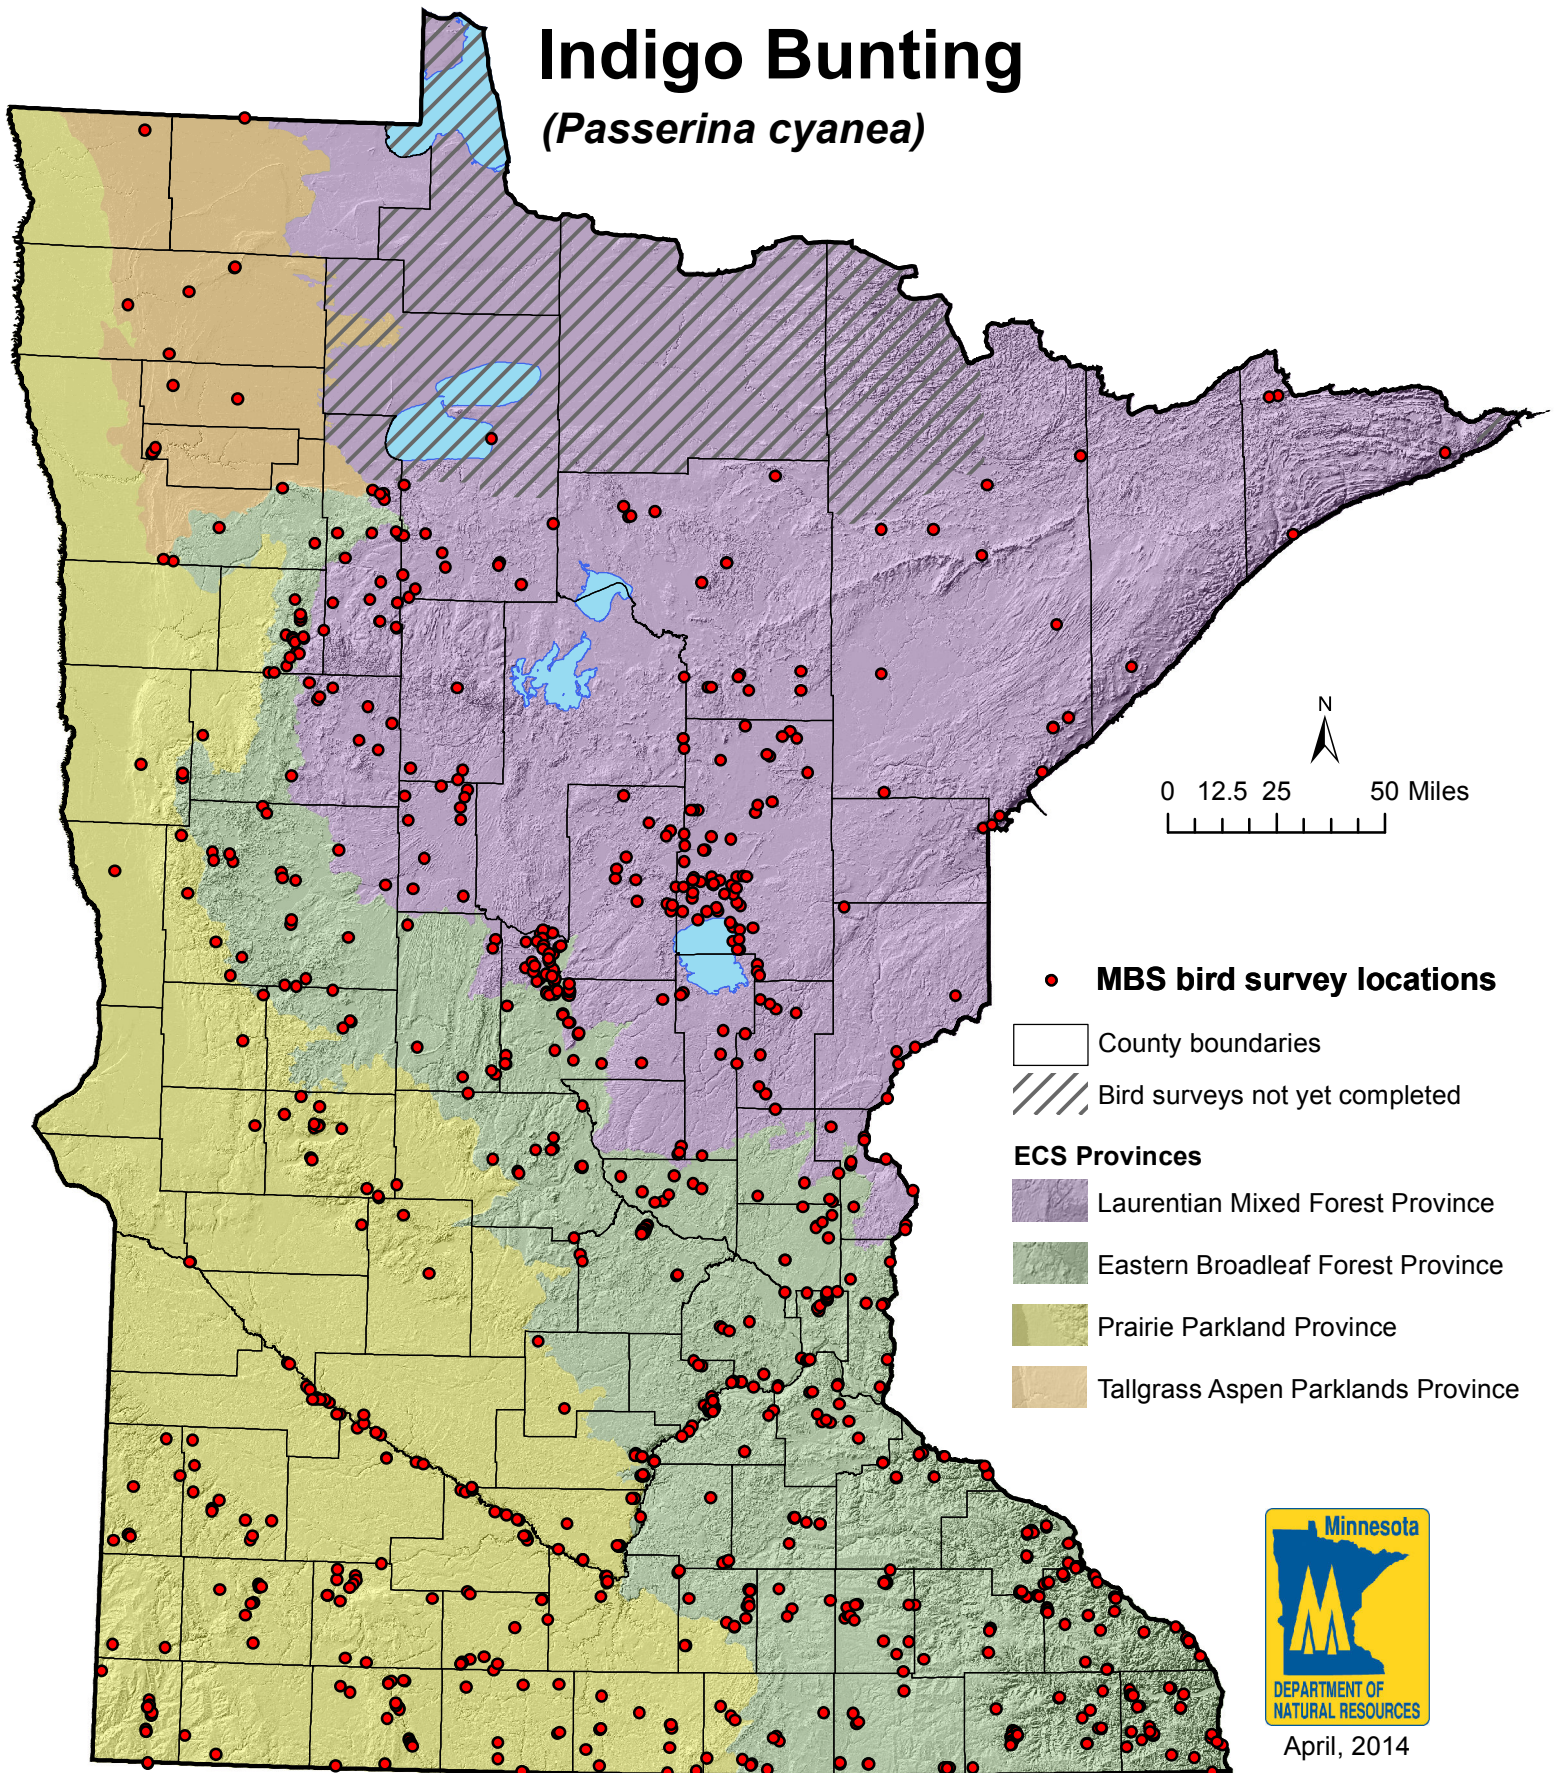 Indigo Bunting
(Passerina cyanea)
N
0 12.5 25 50 Miles
MBS bird survey locations
County boundaries
Bird surveys not yet completed
ECS Provinces
Laurentian Mixed Forest Province
Eastern Broadleaf Forest Province
Prairie Parkland Province
Tallgrass Aspen Parklands Province
Minnesota
DEPARTMENT OF
NATURAL RESOURCES
April, 2014